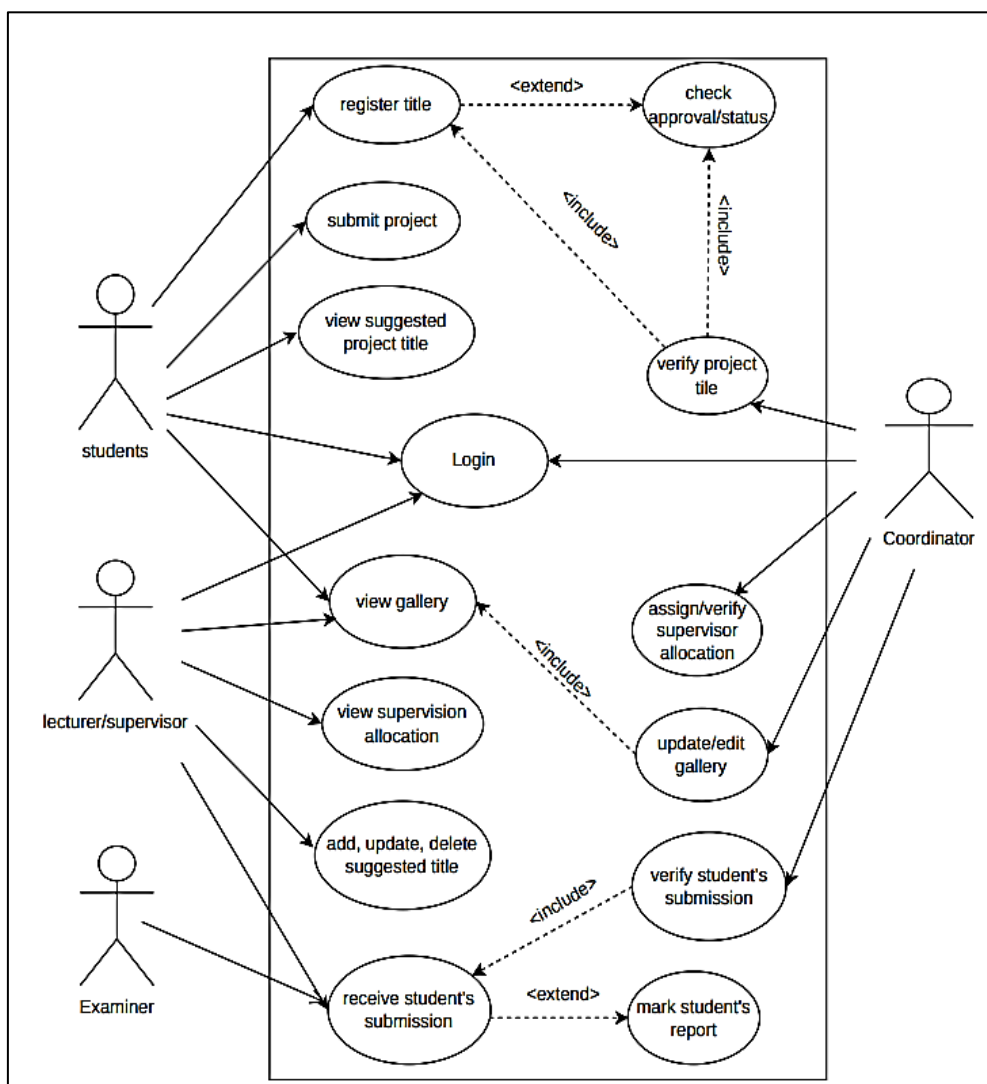 register title
<extend>
check
approval/status
submit project
<include>
<include>
view suggested
project title
verify project
tile
students
Login
Coordinator
view gallery
assign/verify
supervisor
allocation
<include>
lecturer/supervisor
view supervision
allocation
update/edit
gallery
add, update, delete
suggested title
verify student's
submission
<include>
Examiner
receive student's
submission
<extend>
mark student's
report